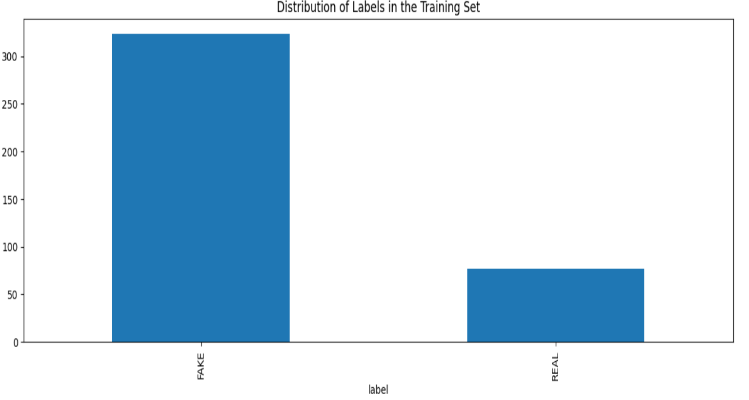 Distribution of Labels in the Training Set
300
250
200
150
100
50
0
FAKE
REAL
label